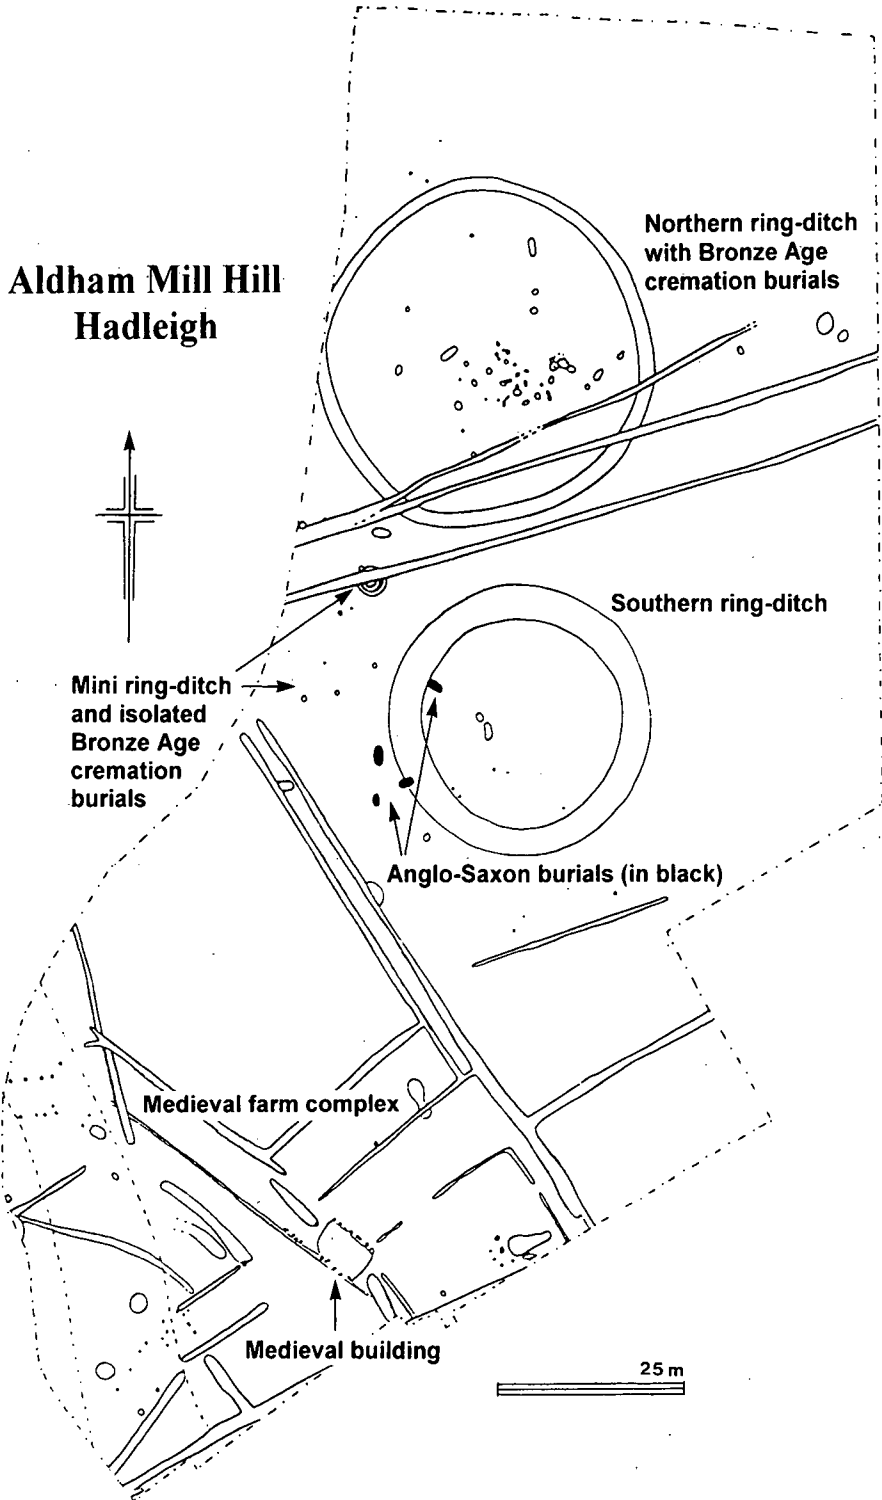 Aldham Mill Hill
Hadleigh
Northern ring-ditch
with Bronze Age
cremation burials
Southern ring-ditch
Mini ring-ditch
and isolated
Bronze Age
cremation
burials
Anglo-Saxon burials (in black)
Medieval farm complex
Medieval building
25 m